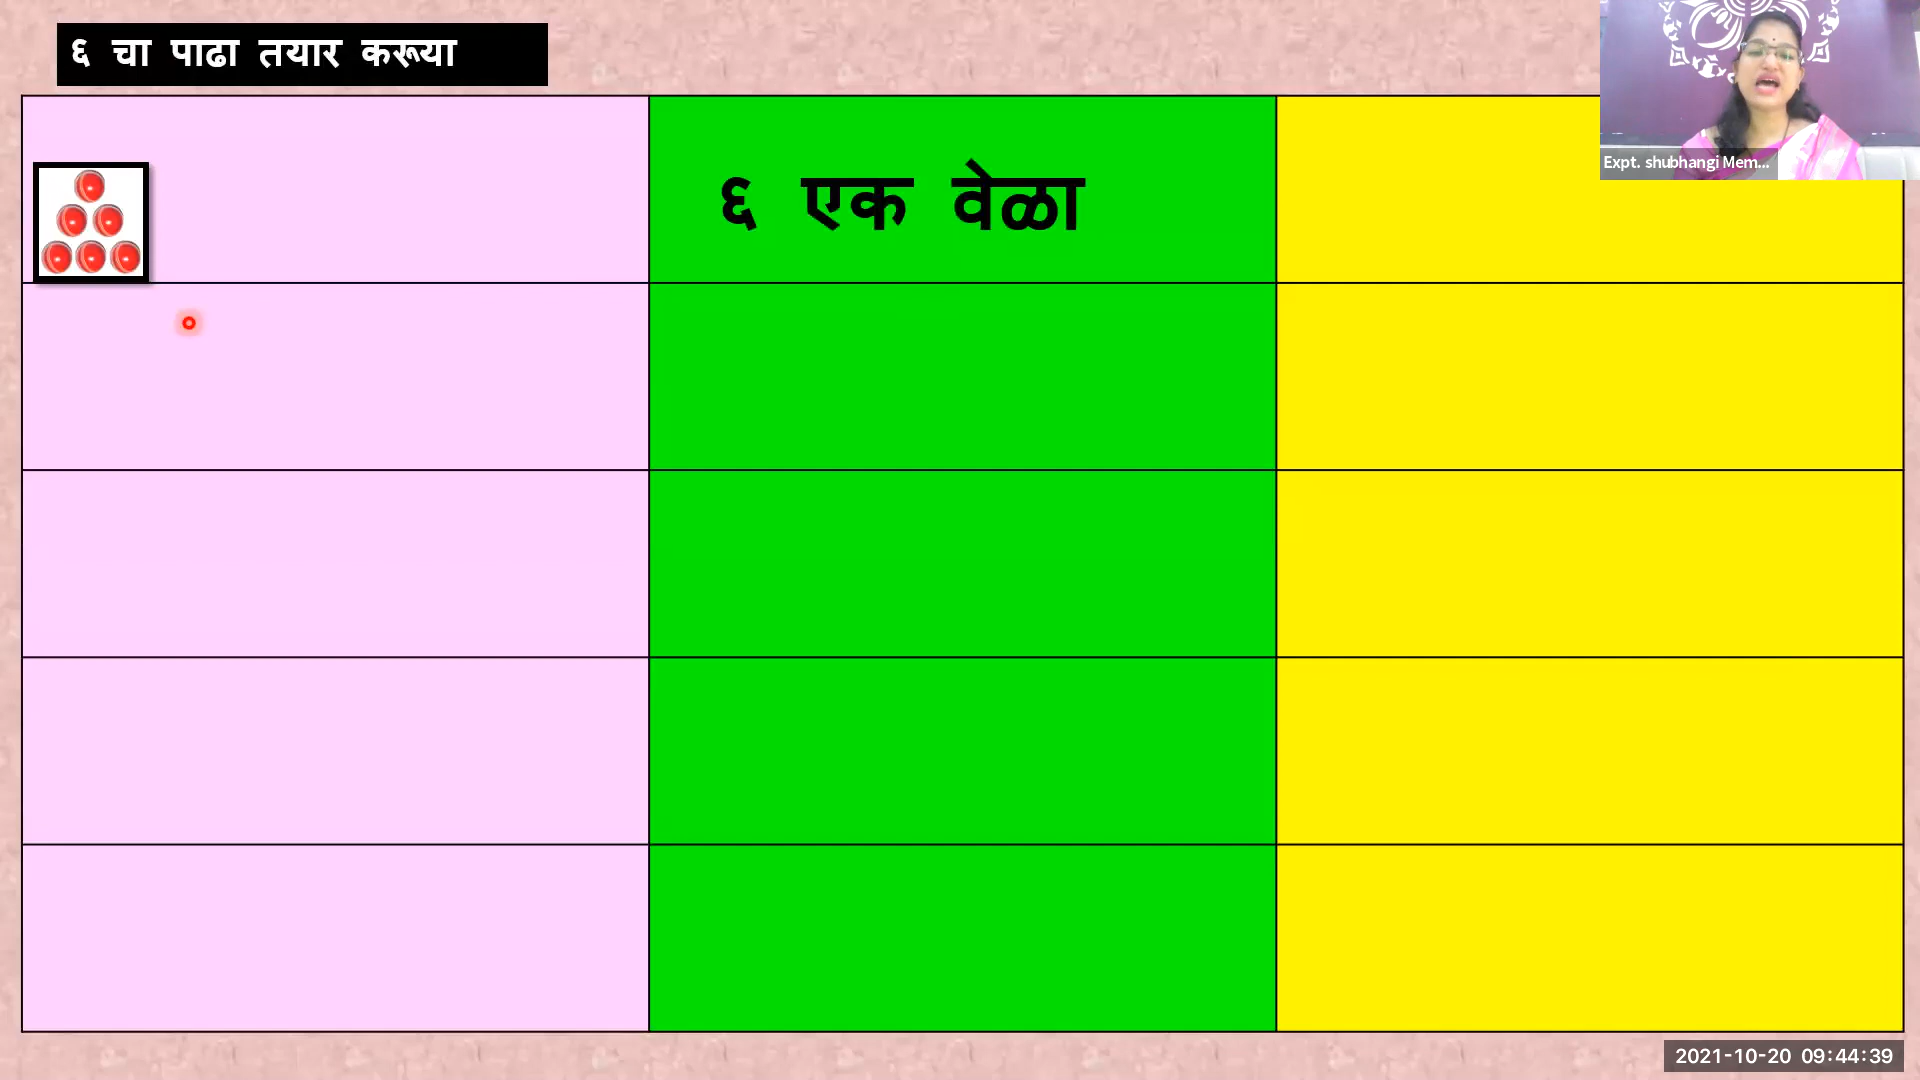 ६ चा पाढा तयार करूया
Expt. shubhangi Mem...
६ एक वेळा
2021-10-20 09:44:39